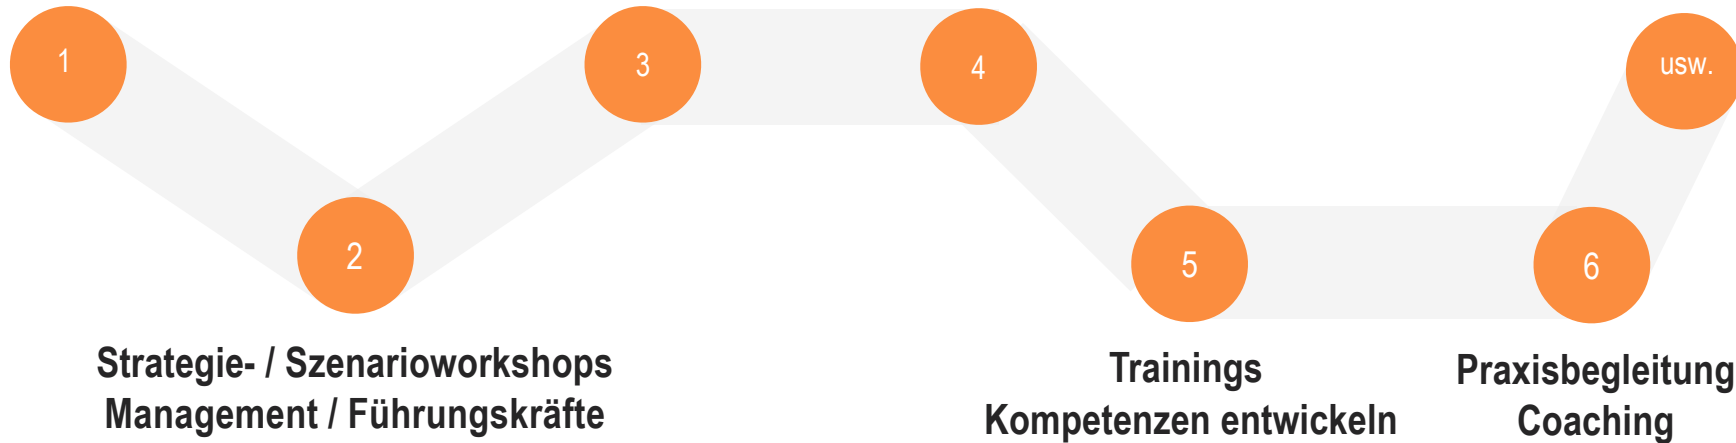 1
2
3
4
5
6
usw.
Strategie- / Szenarioworkshops
Management / Führungskräfte
Trainings
Kompetenzen entwickeln
Praxisbegleitung
Coaching